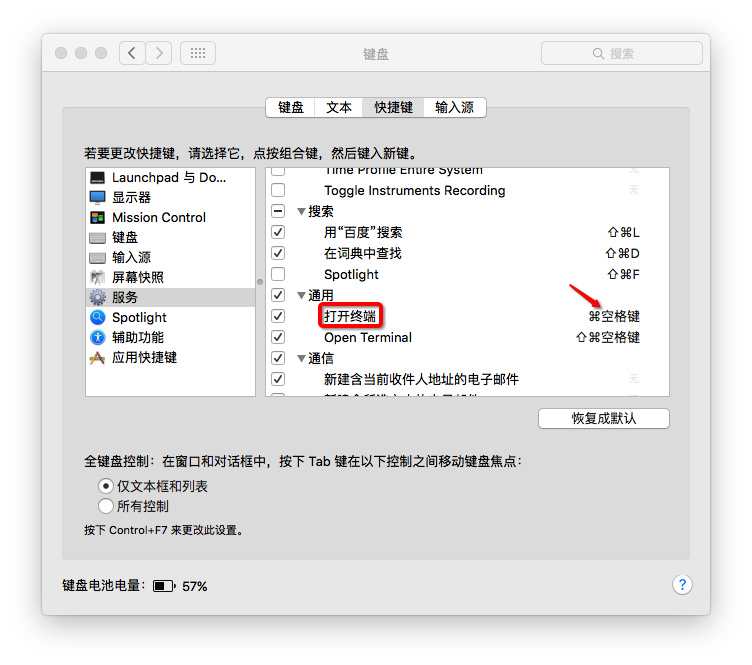 键盘
搜索
键盘 文本 快捷键 输入源
若要更改快捷键，请选择它，点按组合键，然后键入新键。
Launchpad 与 Do...
显示器
Mission Control
键盘
输入源
屏幕快照
服务
Spotlight
辅助功能
应用快捷键
Time Profile Entire System 无
Toggle Instruments Recording 无
搜索
用“百度”搜索 ⇧⌘L
在词典中查找 ⇧⌘D
Spotlight ⇧⌘F
通用
打开终端 ⌘空格键
Open Terminal ⇧⌘空格键
通信
新建含当前收件人地址的电子邮件 无
恢复成默认
全键盘控制：在窗口和对话框中，按下 Tab 键在以下控制之间移动键盘焦点：
仅文本框和列表
所有控制
按下 Control+F7 来更改此设置。
键盘电池电量： 57%
?